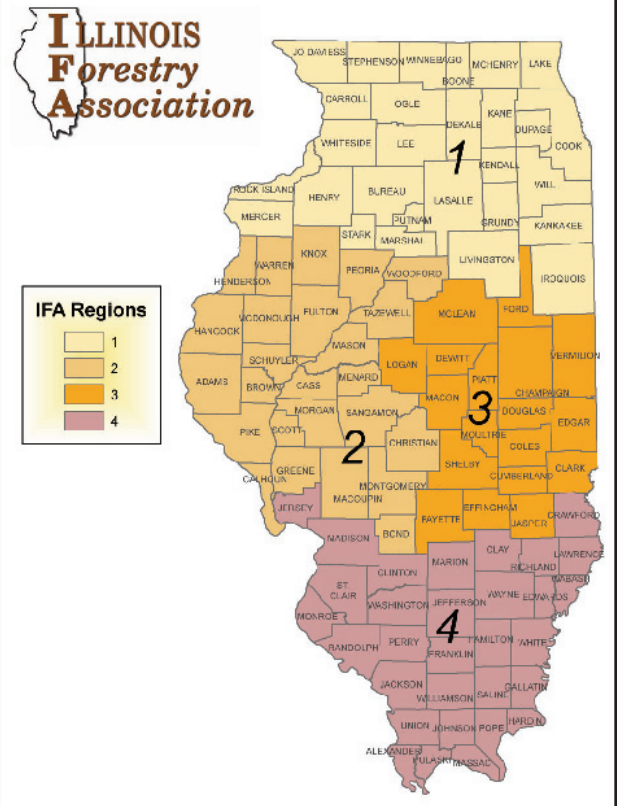 ILLINOIS
Forestry
Association
JO DAVIESS STEPHENSON WINNEBAGO BOONE MCHENRY LAKE
CARROLL OGLE DEKALB KANE DUPAGE COOK
WHITESIDE LEE 1 KENDALL WILL
ROCK ISLAND HENRY BUREAU LASALLE GRUNDY KANKAKEE
MERCER PUTNAM
STARK MARSHAL
LIVINGSTON IROQUOIS
HENDERSON WARREN KNOX PEORIA WOODFORD
IFA Regions
1
2
3
4
HANCOCK MCDONOUGH FULTON TAZEWELL MCLEAN FORD
MASON
SCHUYLER LOGAN DEWITT VERMILION
ADAMS BROWN CASS MENARD PIATT CHAMPAIGN
MORGAN SANGAMON MACON 3 DOUGLAS EDGAR
PIKE SCOTT 2 CHRISTIAN MOULTRIE COLES
SHELBY CUMBERLAND CLARK
CALHOUN GREENE MACOUPIN MONTGOMERY
JERSEY FAYETTE EFFINGHAM JASPER CRAWFORD
MADISON BOND
CLINTON MARION CLAY RICHLAND LAWRENCE
WABASH
ST.
CLAIR WASHINGTON JEFFERSON WAYNE EDWARDS
MONROE 4
RANDOLPH PERRY FRANKLIN HAMILTON WHITE
JACKSON WILLIAMSON SALINE GALLATIN
UNION JOHNSON POPE HARDIN
ALEXANDER PULASKI MASSAC